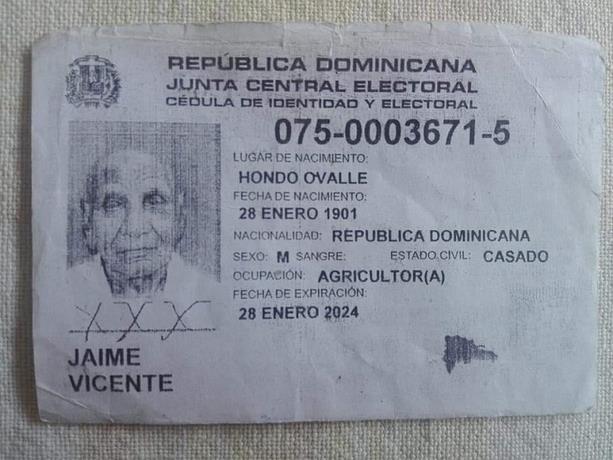 REPÚBLICA DOMINICANA
JUNTA CENTRAL ELECTORAL
CÉDULA DE IDENTIDAD Y ELECTORAL
075-0003671-5
LUGAR DE NACIMIENTO:
HONDO OVALLE
FECHA DE NACIMIENTO:
28 ENERO 1901
NACIONALIDAD: REPUBLICA DOMINICANA
SEXO: M SANGRE: ESTADO CIVIL: CASADO
OCUPACIÓN: AGRICULTOR(A)
FECHA DE EXPIRACIÓN:
28 ENERO 2024
X X X
JAIME
VICENTE